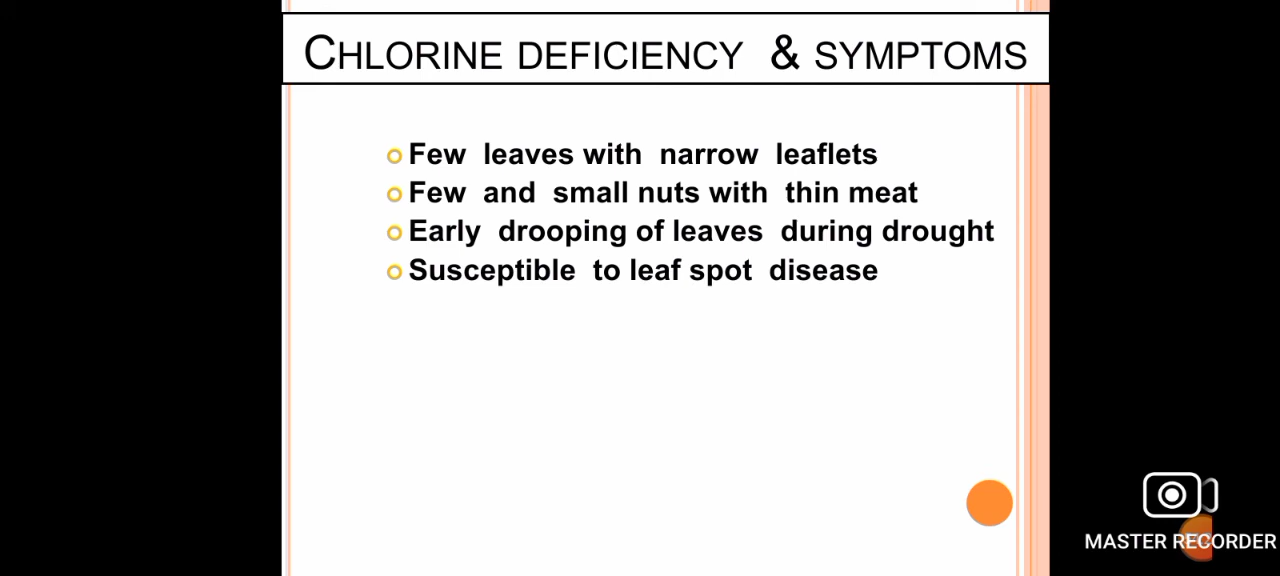 CHLORINE DEFICIENCY & SYMPTOMS
Few leaves with narrow leaflets
Few and small nuts with thin meat
Early drooping of leaves during drought
Susceptible to leaf spot disease
MASTER RECORDER